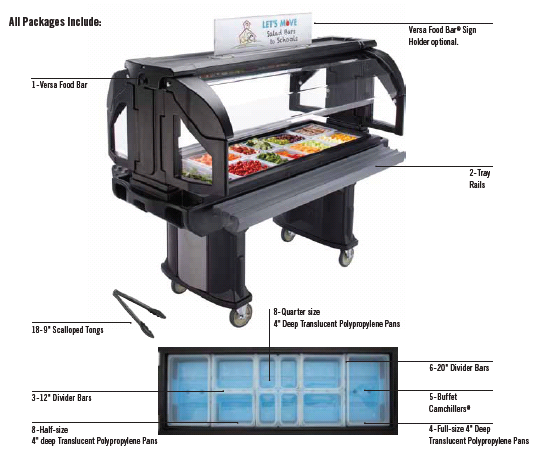 All Packages Include:
LET'S MOVE
Salad Bars
to Schools
Versa Food Bar® Sign
Holder optional.
1-Versa Food Bar
2-Tray
Rails
18-9" Scalloped Tongs
8-Quarter size
4" Deep Translucent Polypropylene Pans
6-20" Divider Bars
3-12" Divider Bars
5-Buffet
Camchillers®
8-Half-size
4" deep Translucent Polypropylene Pans
4-Full-size 4" Deep
Translucent Polypropylene Pans